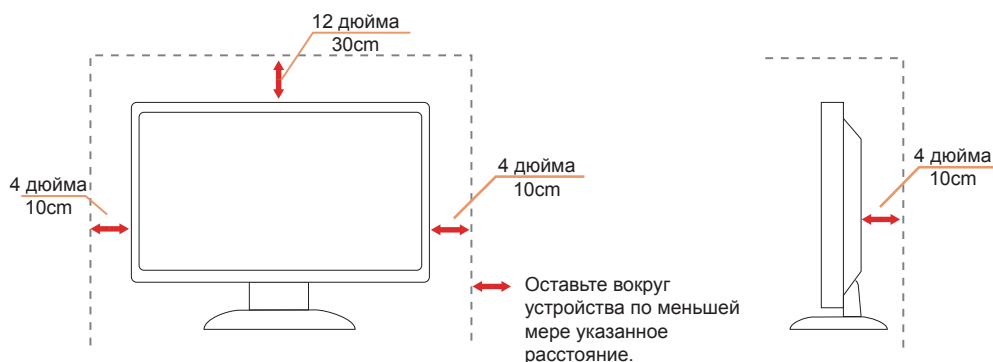 12 дюйма
30cm
4 дюйма
10cm
4 дюйма
10cm
4 дюйма
10cm
Оставьте вокруг
устройства по меньшей
мере указанное
расстояние.